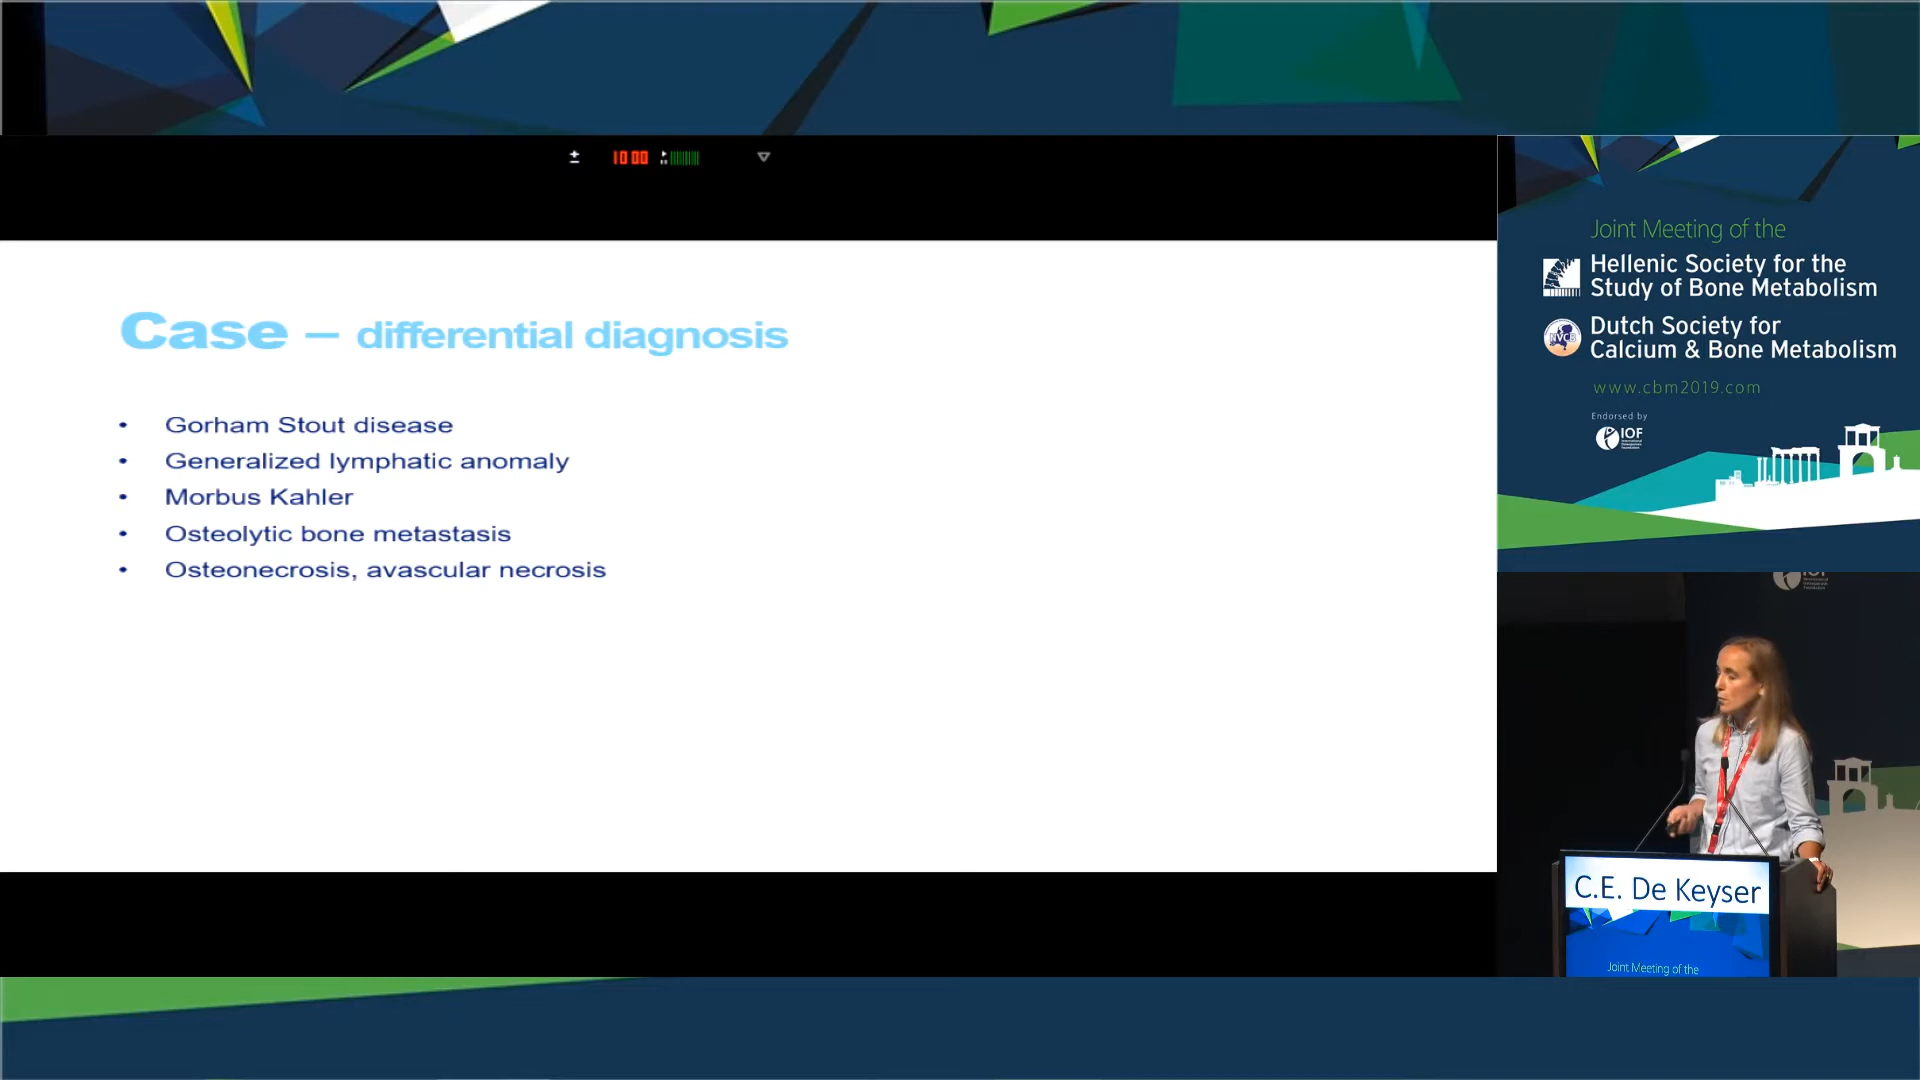 10 00
Case – differential diagnosis
• Gorham Stout disease
• Generalized lymphatic anomaly
• Morbus Kahler
• Osteolytic bone metastasis
• Osteonecrosis, avascular necrosis
Joint Meeting of the
Hellenic Society for the
Study of Bone Metabolism
NVCB
Dutch Society for
Calcium & Bone Metabolism
www.cbm2019.com
Endorsed by
IOF
IOF
C.E. De Keyser
Joint Meeting of the